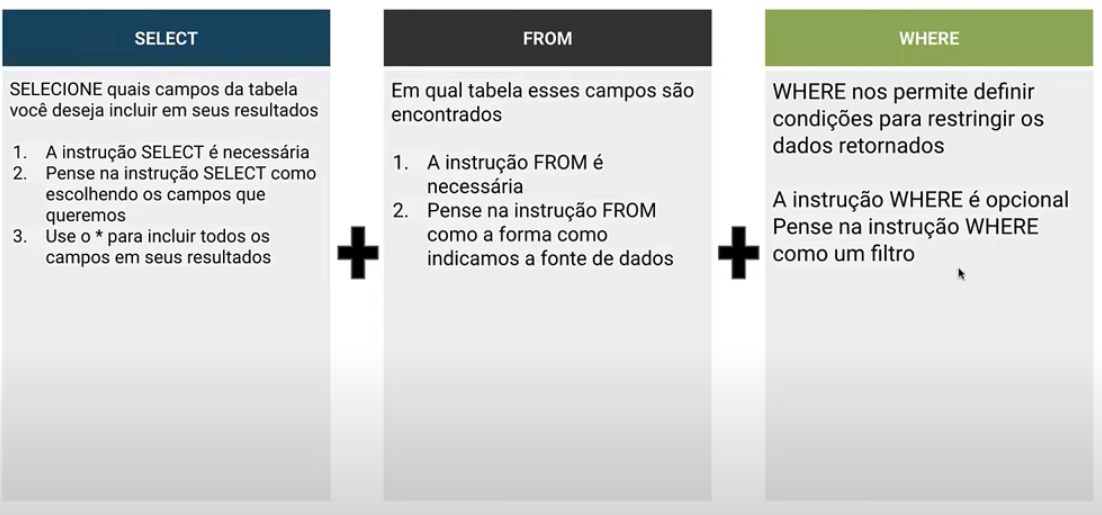 SELECT
SELECIONE quais campos da tabela
você deseja incluir em seus resultados
1. A instrução SELECT é necessária
2. Pense na instrução SELECT como
escolhendo os campos que
queremos
3. Use o * para incluir todos os
campos em seus resultados
FROM
Em qual tabela esses campos são
encontrados
1. A instrução FROM é
necessária
2. Pense na instrução FROM
como a forma como
indicamos a fonte de dados
WHERE
WHERE nos permite definir
condições para restringir os
dados retornados
A instrução WHERE é opcional
Pense na instrução WHERE
como um filtro